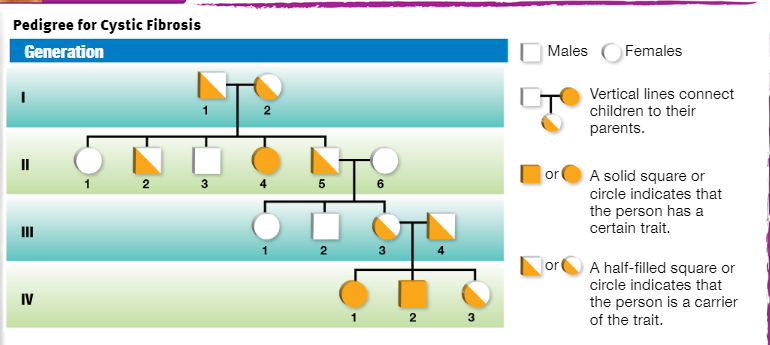 Pedigree for Cystic Fibrosis
Generation
I
1 2
II
1 2 3 4 5 6
III
1 2 3 4
IV
1 2 3
Males Females
Vertical lines connect
children to their
parents.
or A solid square or
circle indicates that
the person has a
certain trait.
or A half-filled square or
circle indicates that
the person is a carrier
of the trait.